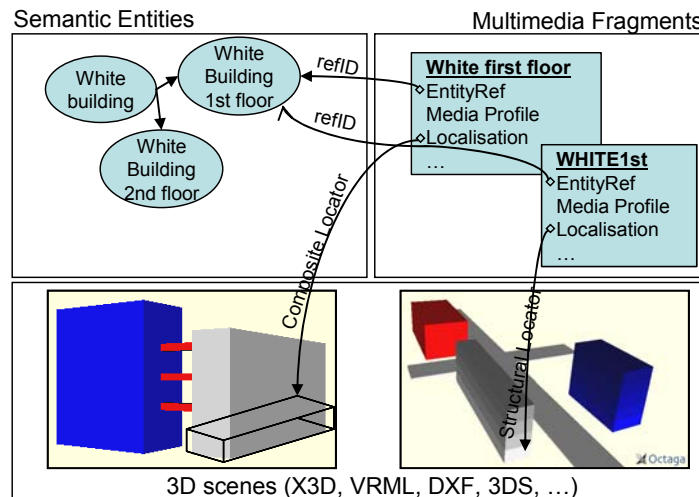 Semantic Entities
Multimedia Fragments
White
building
White
Building
1st floor
White
Building
2nd floor
refID
refID
White first floor
EntityRef
Media Profile
Localisation
…
WHITE1st
EntityRef
Media Profile
Localisation
…
Composite Locator
Structural Locator
Octaga
3D scenes (X3D, VRML, DXF, 3DS, …)